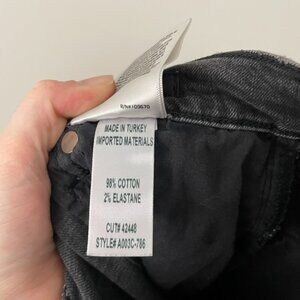 MADE IN TURKEY
IMPORTED MATERIALS
98% COTTON
2% ELASTANE
CUT# 42448
STYLE# A003C-786